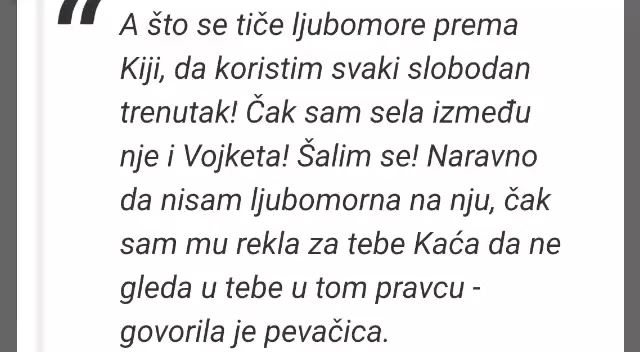 "
A što se tiče ljubomore prema
Kiji, da koristim svaki slobodan
trenutak! Čak sam sela između
nje i Vojketa! Šalim se! Naravno
da nisam ljubomorna na nju, čak
sam mu rekla za tebe Kaća da ne
gleda u tebe u tom pravcu -
govorila je pevačica.